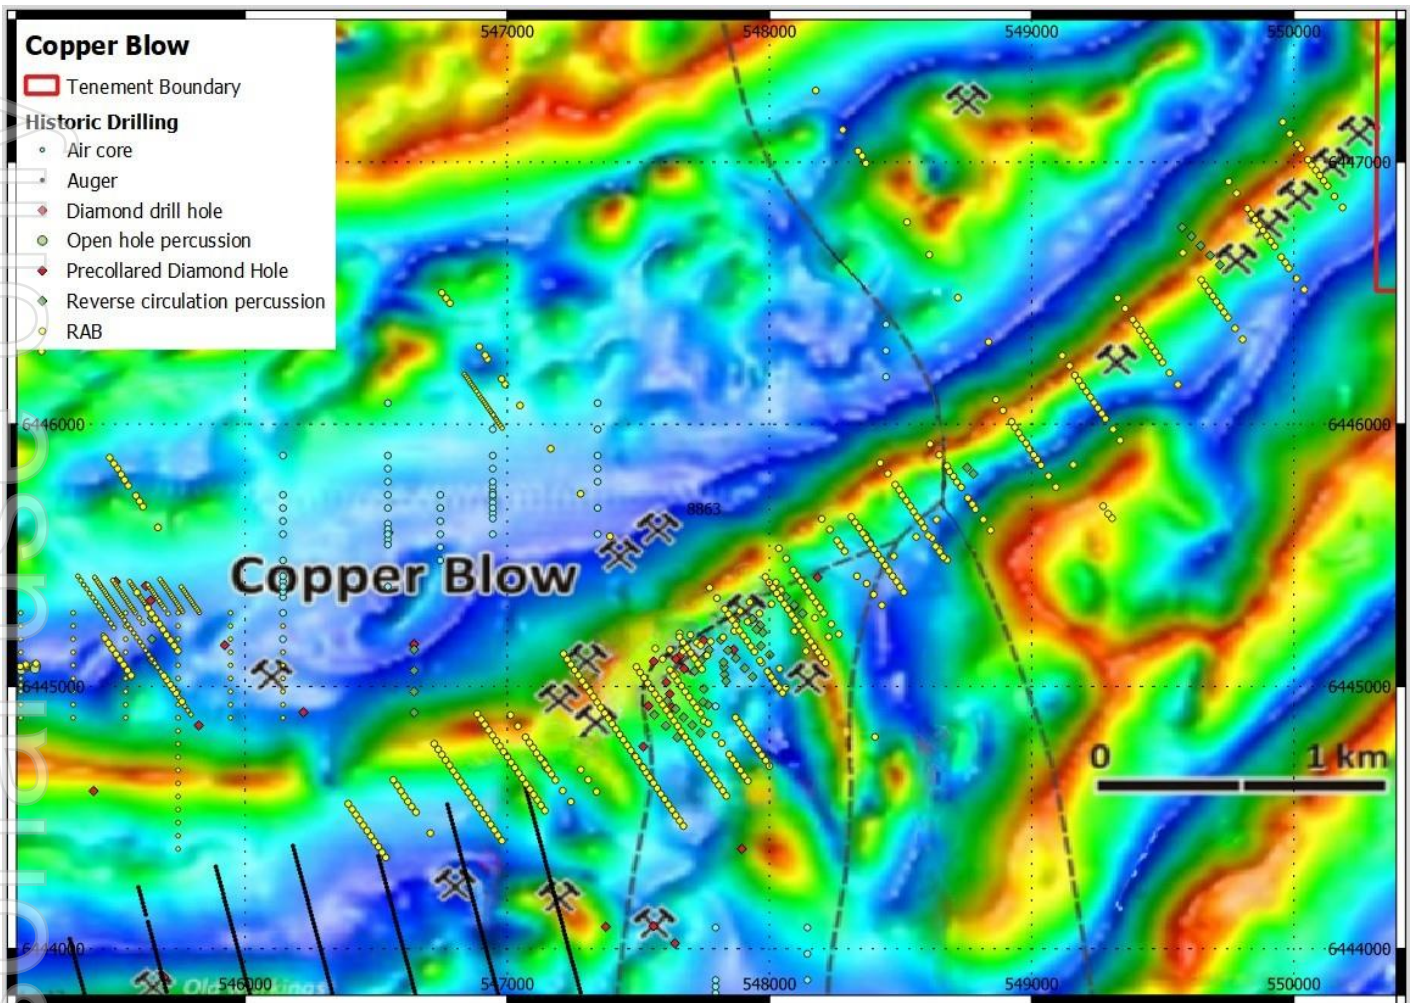 Copper Blow
Tenement Boundary
Historic Drilling
Air core
Auger
Diamond drill hole
Open hole percussion
Precollared Diamond Hole
Reverse circulation percussion
RAB
547000
548000
549000
550000
6447000
6446000
6446000
8863
Copper Blow
6445000
6445000
0
1 km
6444000
6444000
546000
547000
548000
549000
550000